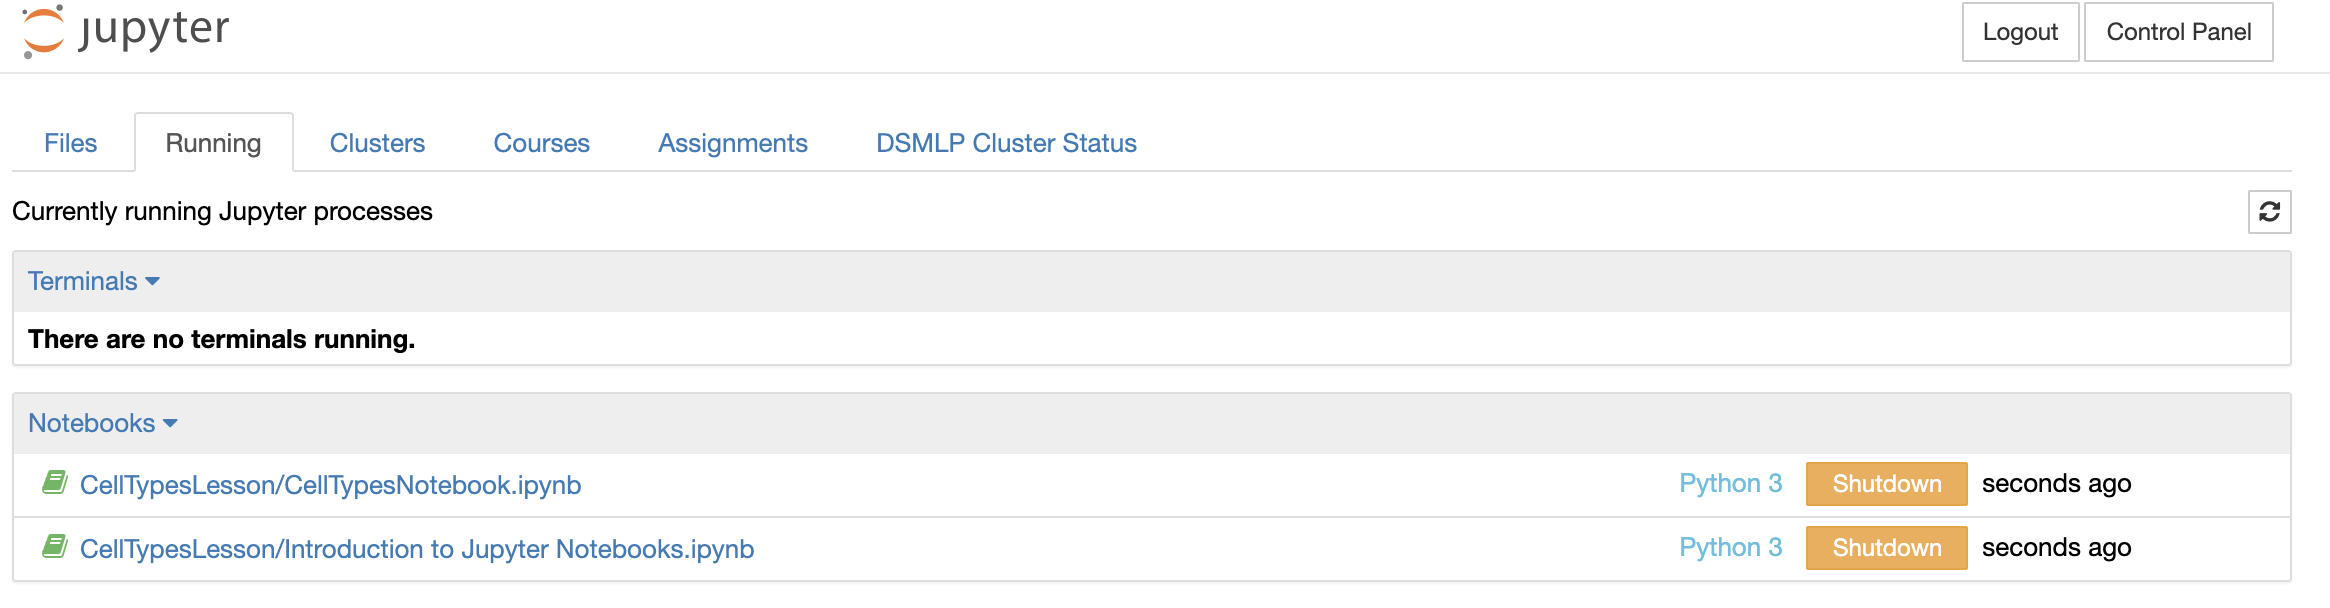 jupyter Logout Control Panel
Files Running Clusters Courses Assignments DSMLP Cluster Status
Currently running Jupyter processes
Terminals
There are no terminals running.
Notebooks
CellTypesLesson/CellTypesNotebook.ipynb Python 3 Shutdown seconds ago
CellTypesLesson/Introduction to Jupyter Notebooks.ipynb Python 3 Shutdown seconds ago